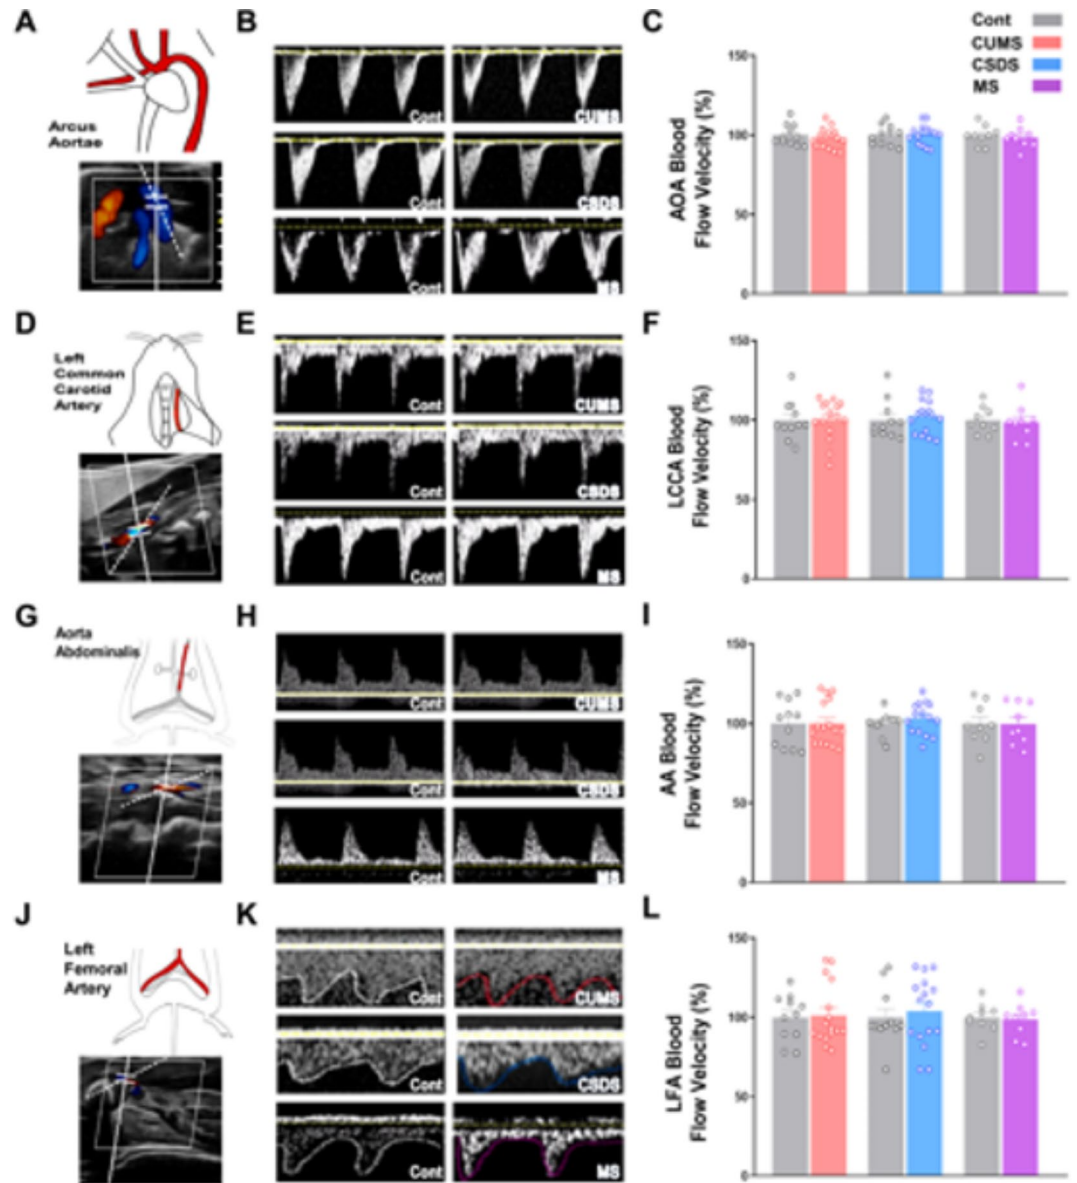 A
Arcus
Aortae
B
Cont
CUMS
Cont
CSDS
Cont
MS
C
Cont
CUMS
CSDS
MS
AOA Blood
Flow Velocity (%)
150
100
50
0
D
Left
Common
Carotid
Artery
E
Cont
CUMS
Cont
CSDS
Cont
MS
F
LCCA Blood
Flow Velocity (%)
150
100
50
0
G
Aorta
Abdominalis
H
Cont
CUMS
Cont
CSDS
Cont
MS
I
AA Blood
Flow Velocity (%)
150
100
50
0
J
Left
Femoral
Artery
K
Cont
CUMS
Cont
CSDS
Cont
MS
L
LFA Blood
Flow Velocity (%)
150
100
50
0